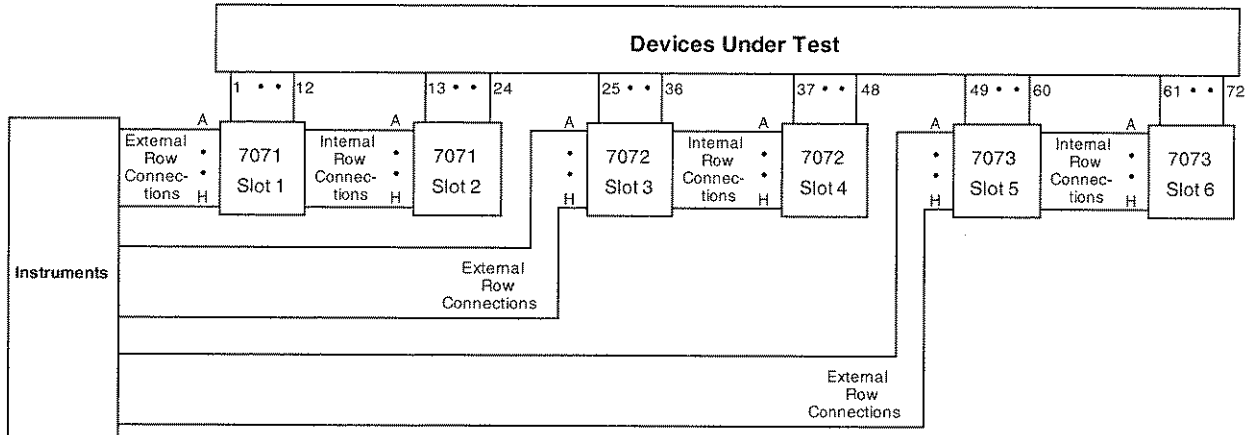 Devices Under Test
1 • • 12
13 • • 24
25 • • 36
37 • • 48
49 • • 60
61 • • 72
Instruments
External
Row
Connec-
tions
A
•
•
H
7071
Slot 1
Internal
Row
Connec-
tions
A
•
•
H
7071
Slot 2
External
Row
Connections
A
•
•
H
7072
Slot 3
Internal
Row
Connec-
tions
A
•
•
H
7072
Slot 4
External
Row
Connections
A
•
•
H
7073
Slot 5
Internal
Row
Connec-
tions
A
•
•
H
7073
Slot 6